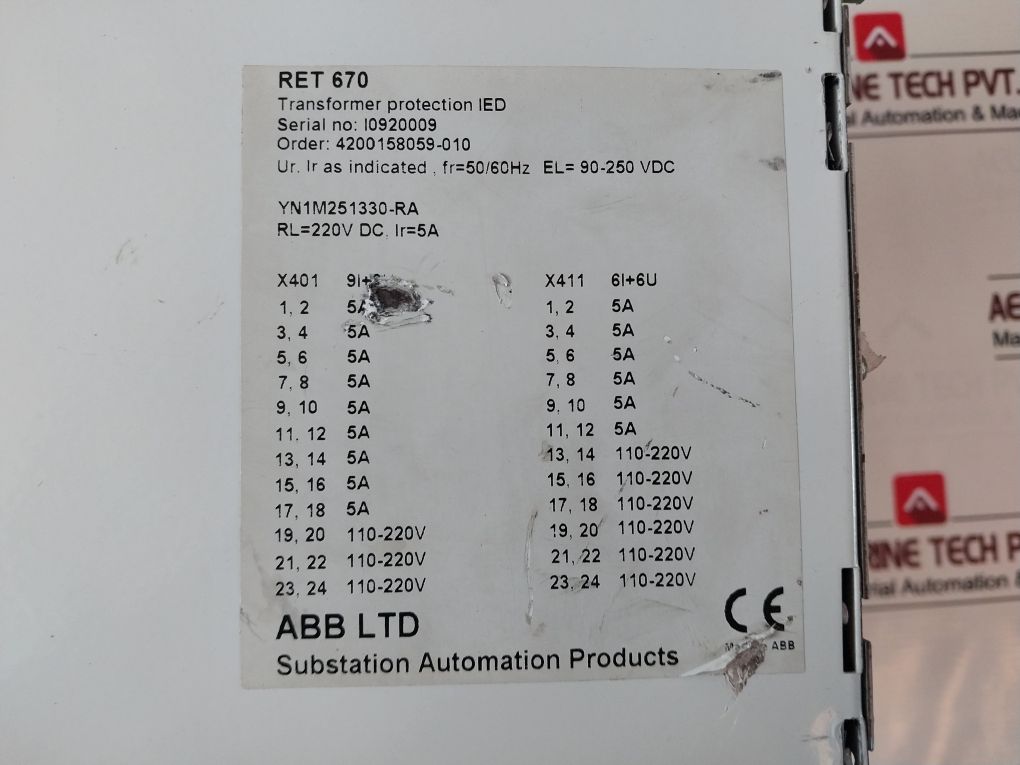 RET 670
Transformer protection IED
Serial no: I0920009
Order: 4200158059-010
Ur. Ir as indicated , fr=50/60Hz EL= 90-250 VDC
YN1M251330-RA
RL=220V DC, Ir=5A
X401
1, 2 5A
3, 4 5A
5, 6 5A
7, 8 5A
9, 10 5A
11, 12 5A
13, 14 5A
15, 16 5A
17, 18 5A
19, 20 110-220V
21, 22 110-220V
23, 24 110-220V
X411 6I+6U
1, 2 5A
3, 4 5A
5, 6 5A
7, 8 5A
9, 10 5A
11, 12 5A
13, 14 110-220V
15, 16 110-220V
17, 18 110-220V
19, 20 110-220V
21, 22 110-220V
23, 24 110-220V
ABB LTD
Substation Automation Products
CE
ABB
TECH PVT.
Automation &
TECH
Automation &